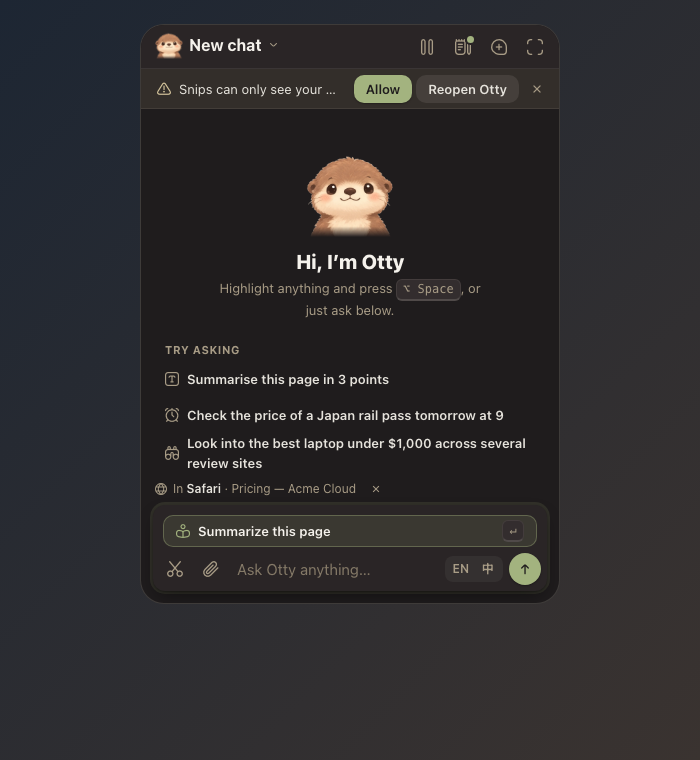 New chat
Snips can only see your ...
Allow
Reopen Otty
Hi, I’m Otty
Highlight anything and press ⌥ Space, or
just ask below.
TRY ASKING
Summarise this page in 3 points
Check the price of a Japan rail pass tomorrow at 9
Look into the best laptop under $1,000 across several
review sites
In Safari · Pricing — Acme Cloud
Summarize this page
Ask Otty anything...
EN 中